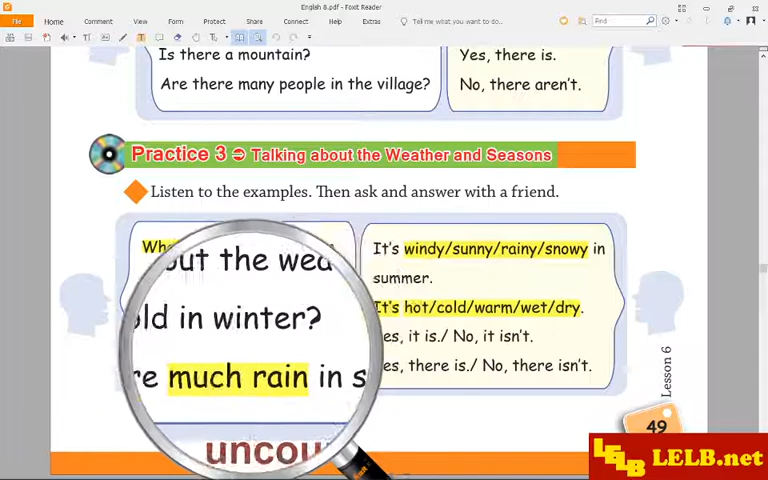 English 8.pdf - Foxit Reader
File Home Comment View Form Protect Share Connect Help Extras Tell me what you want to do.. Find
Is there a mountain? Yes, there is.
Are there many people in the village? No, there aren't.
Practice 3 Talking about the Weather and Seasons
Listen to the examples. Then ask and answer with a friend.
It's windy/sunny/rainy/snowy in
summer.
out the wea
It's hot/cold/warm/wet/dry.
old in winter?
es, it is./ No, it isn't.
es, there is./ No, there isn't.
re much rain in s
uncou
Lesson 6
49
LELB LELB.net